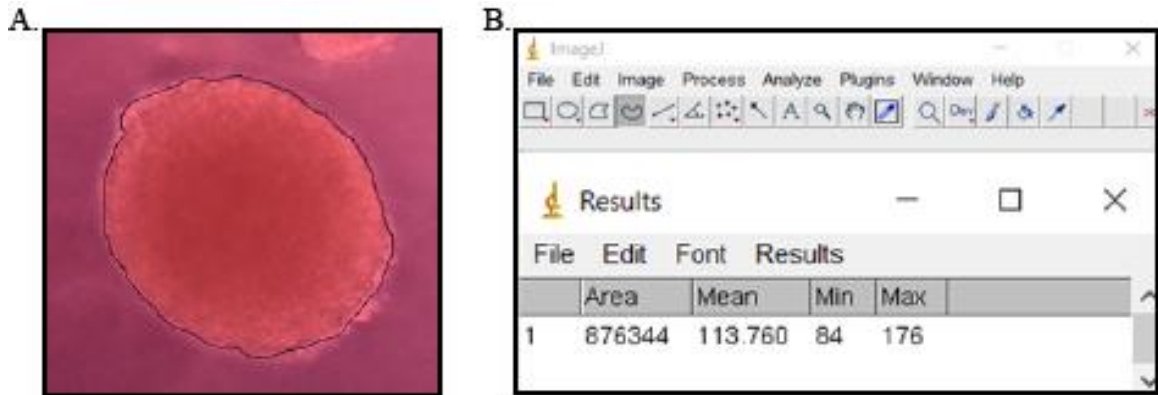 A.
B.
ImageJ
File Edit Image Process Analyze Plugins Window Help
A Dev
Results
File Edit Font Results
Area Mean Min Max
1 876344 113.760 84 176